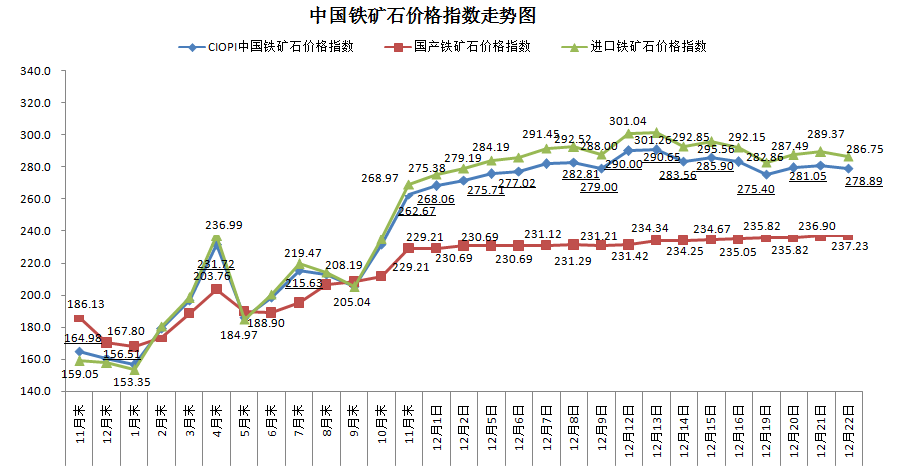 中国铁矿石价格指数走势图
CIOPI中国铁矿石价格指数 国产铁矿石价格指数 进口铁矿石价格指数
340.0
320.0
300.0
280.0
260.0
240.0
220.0
200.0
180.0
160.0
140.0
301.04 301.26
291.45 292.52 288.00 292.85 295.56 292.15 287.49 289.37 286.75
275.38 279.19 284.19 290.00 290.65 282.86
268.97 268.06 275.71 277.02 282.81 279.00 283.56 285.90 275.40 281.05 278.89
262.67
236.99 229.21 230.69 231.12 231.21 234.34 234.67 235.82 236.90
231.72 219.47 208.19 229.21 230.69 230.69 231.29 231.42 234.25 235.05 235.82 237.23
203.76 215.63
186.13 205.04
167.80 184.97 188.90
164.98 156.51
159.05 153.35
11月末 12月末 1月末 2月末 3月末 4月末 5月末 6月末 7月末 8月末 9月末 10月末 11月末 12月1日 12月2日 12月5日 12月6日 12月7日 12月8日 12月9日 12月12日 12月13日 12月14日 12月15日 12月16日 12月19日 12月20日 12月21日 12月22日